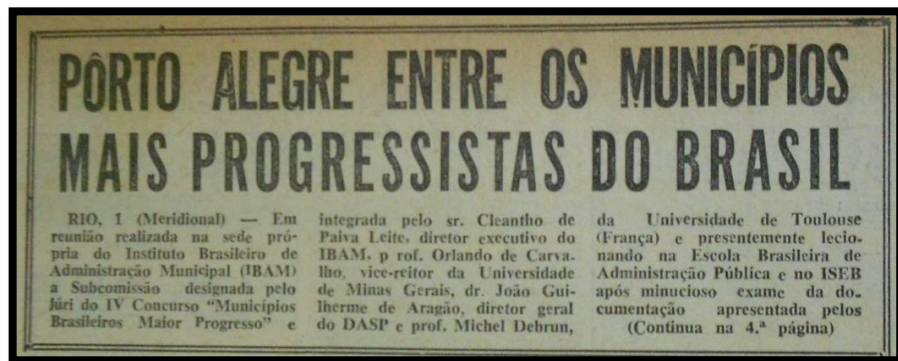 PÔRTO ALEGRE ENTRE OS MUNICÍPIOS
MAIS PROGRESSISTAS DO BRASIL
RIO, 1 (Meridional) — Em
reunião realizada na sede pró-
pria do Instituto Brasileiro de
Administração Municipal (IBAM)
a Subcomissão designada pelo
júri do IV Concurso "Municípios
Brasileiros Maior Progresso" e
integrada pelo sr. Cleantho de
Paiva Leite, diretor executivo do
IBAM, p rof. Orlando de Carva-
lho, vice-reitor da Universidade
de Minas Gerais, dr. João Gui-
lherme de Aragão, diretor geral
do DASP e prof. Michel Debrun,
da Universidade de Toulouse
(França) e presentemente lecio-
nando na Escola Brasileira de
Administração Pública e no ISEB
após minucioso exame da do-
cumentação apresentada pelos
(Continua na 4.ª página)